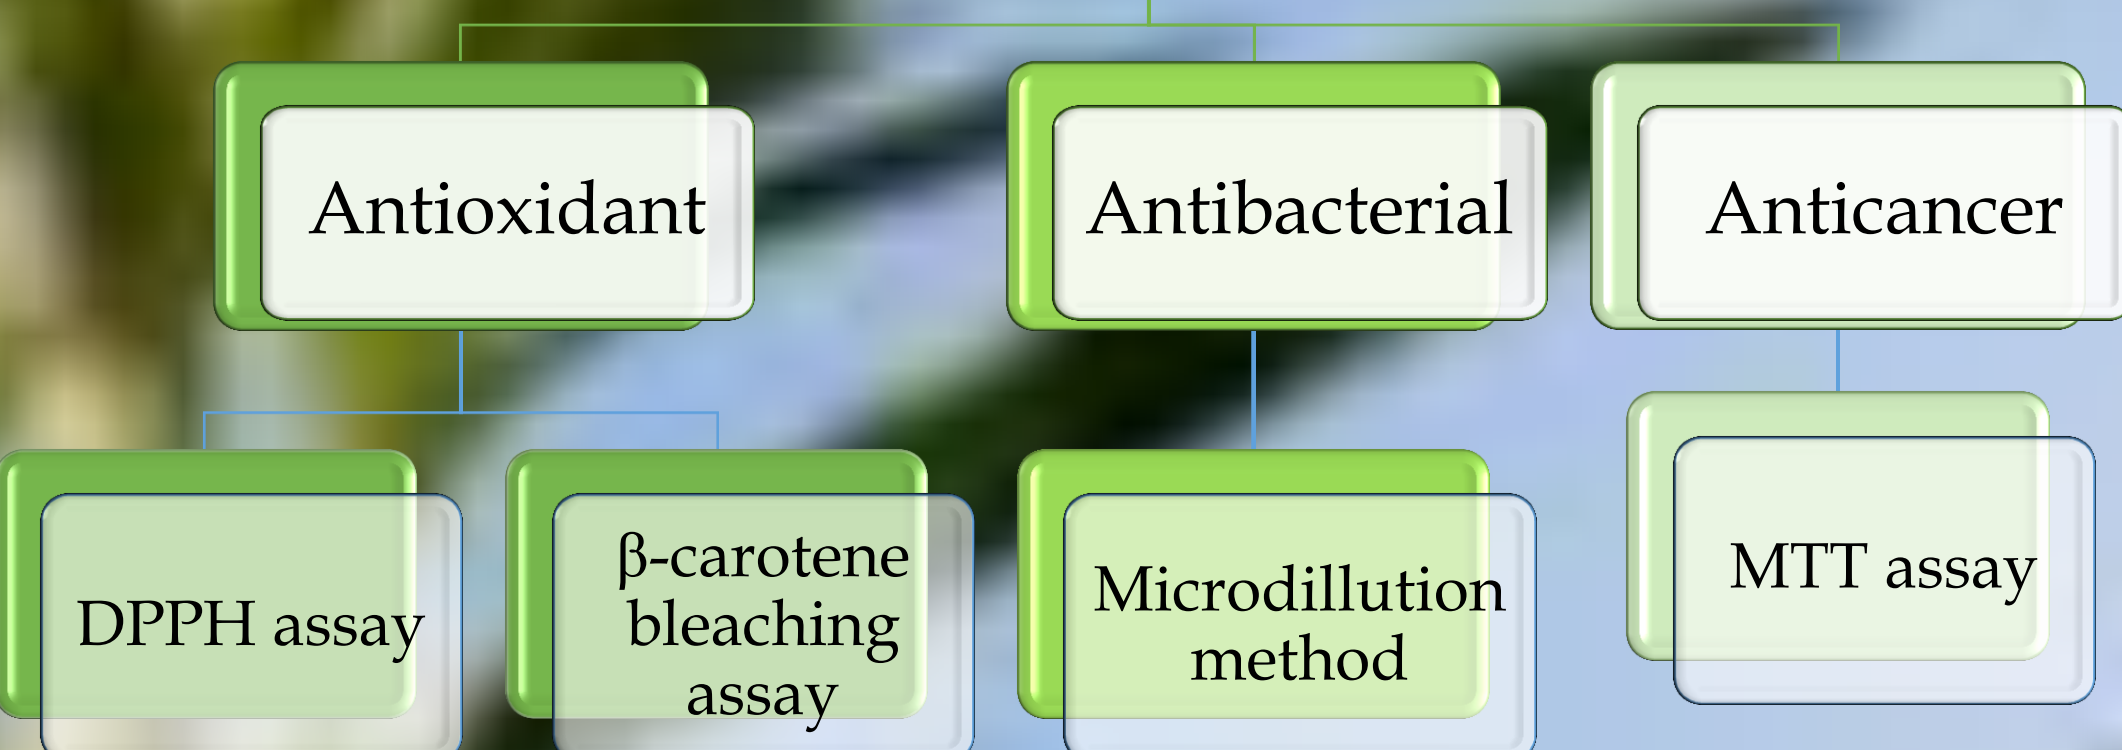 Antioxidant
Antibacterial
Anticancer
DPPH assay
β-carotene
bleaching
assay
Microdillution
method
MTT assay